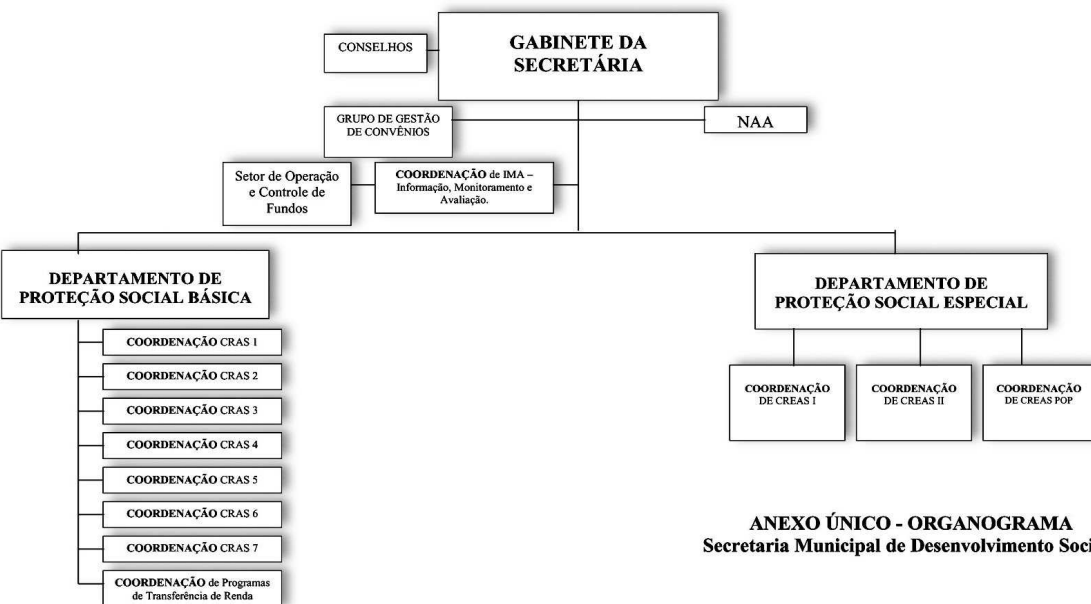 CONSELHOS
GABINETE DA
SECRETÁRIA
GRUPO DE GESTÃO
DE CONVÊNIOS
NAA
Setor de Operação
e Controle de
Fundos
COORDENAÇÃO de IMA –
Informação, Monitoramento e
Avaliação.
DEPARTAMENTO DE
PROTEÇÃO SOCIAL BÁSICA
COORDENAÇÃO CRAS 1
COORDENAÇÃO CRAS 2
COORDENAÇÃO CRAS 3
COORDENAÇÃO CRAS 4
COORDENAÇÃO CRAS 5
COORDENAÇÃO CRAS 6
COORDENAÇÃO CRAS 7
COORDENAÇÃO de Programas
de Transferência de Renda
DEPARTAMENTO DE
PROTEÇÃO SOCIAL ESPECIAL
COORDENAÇÃO
DE CREAS I
COORDENAÇÃO
DE CREAS II
COORDENAÇÃO
DE CREAS POP
ANEXO ÚNICO - ORGANOGRAMA
Secretaria Municipal de Desenvolvimento Soci